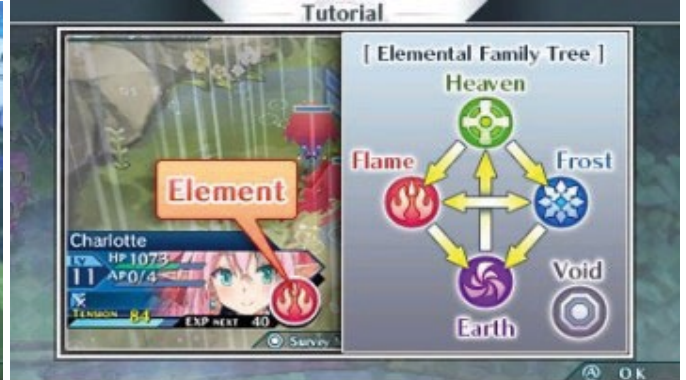 Tutorial
[ Elemental Family Tree ]
Heaven
Flame
Frost
Void
Earth
Element
Charlotte
LV 11
HP 1073
AP 0/4
TENSION 84
EXP NEXT 40
Survey
Ⓐ OK